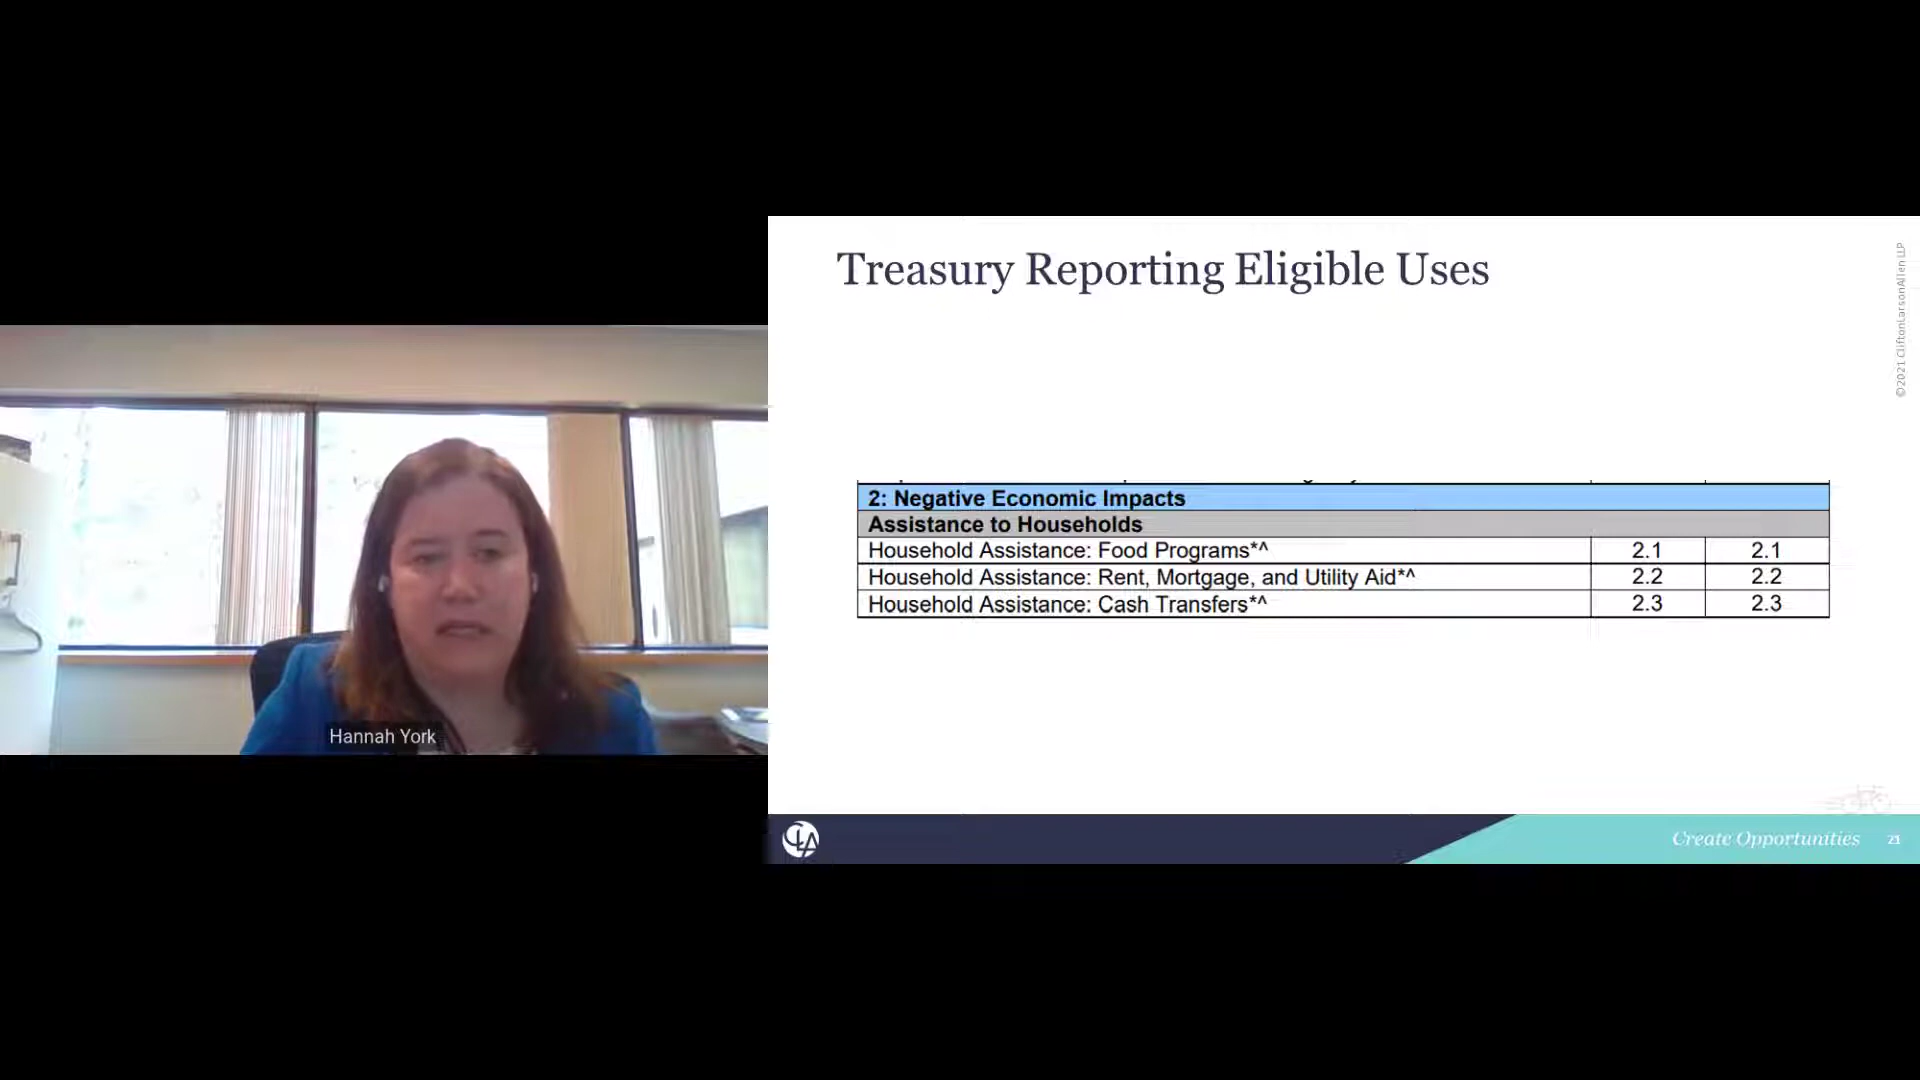 Treasury Reporting Eligible Uses
©2021 CliftonLarsonAllen LLP
2: Negative Economic Impacts
Assistance to Households
Household Assistance: Food Programs*^ 2.1 2.1
Household Assistance: Rent, Mortgage, and Utility Aid*^ 2.2 2.2
Household Assistance: Cash Transfers*^ 2.3 2.3
Hannah York
CLA
Create Opportunities 21